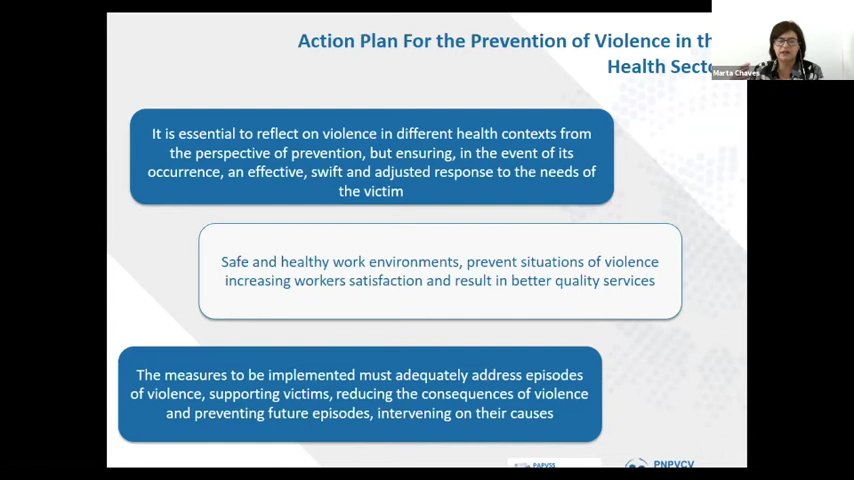 Action Plan For the Prevention of Violence in th
Health Secto
Marta Chaves
It is essential to reflect on violence in different health contexts from
the perspective of prevention, but ensuring, in the event of its
occurrence, an effective, swift and adjusted response to the needs of
the victim
Safe and healthy work environments, prevent situations of violence
increasing workers satisfaction and result in better quality services
The measures to be implemented must adequately address episodes
of violence, supporting victims, reducing the consequences of violence
and preventing future episodes, intervening on their causes
PAPVSS
PNPVCV